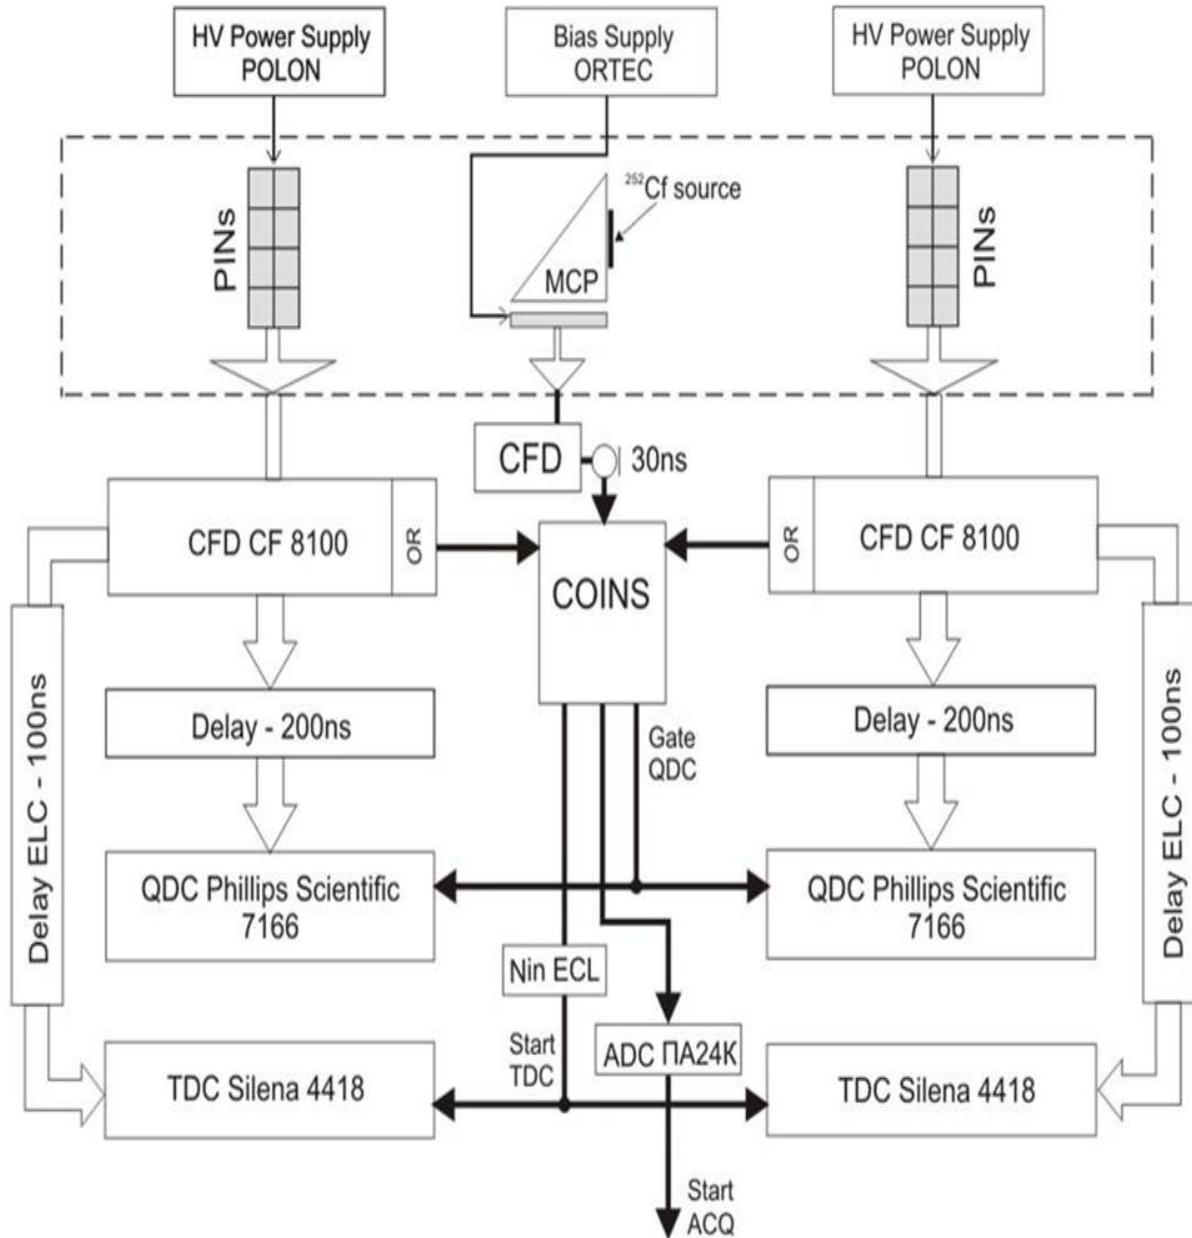 HV Power Supply
POLON
Bias Supply
ORTEC
HV Power Supply
POLON
PINs
²⁵²Cf source
MCP
PINs
CFD
30ns
CFD CF 8100
OR
COINS
OR
CFD CF 8100
Delay ELC - 100ns
Delay - 200ns
Gate
QDC
Delay - 200ns
Delay ELC - 100ns
QDC Phillips Scientific
7166
QDC Phillips Scientific
7166
Nin ECL
Start
TDC
ADC ПА24К
TDC Silena 4418
TDC Silena 4418
Start
ACQ